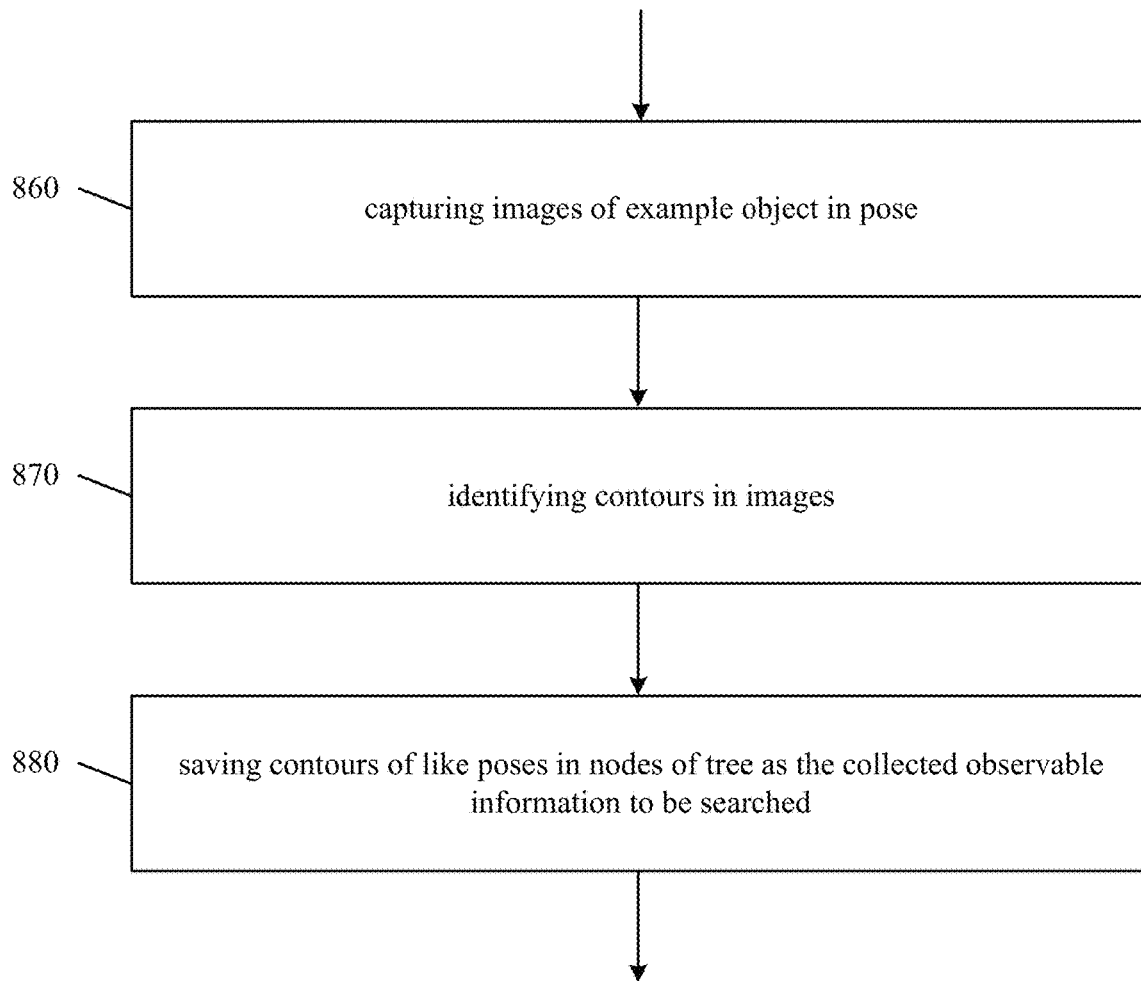 860
capturing images of example object in pose
870
identifying contours in images
880
saving contours of like poses in nodes of tree as the collected observable
information to be searched